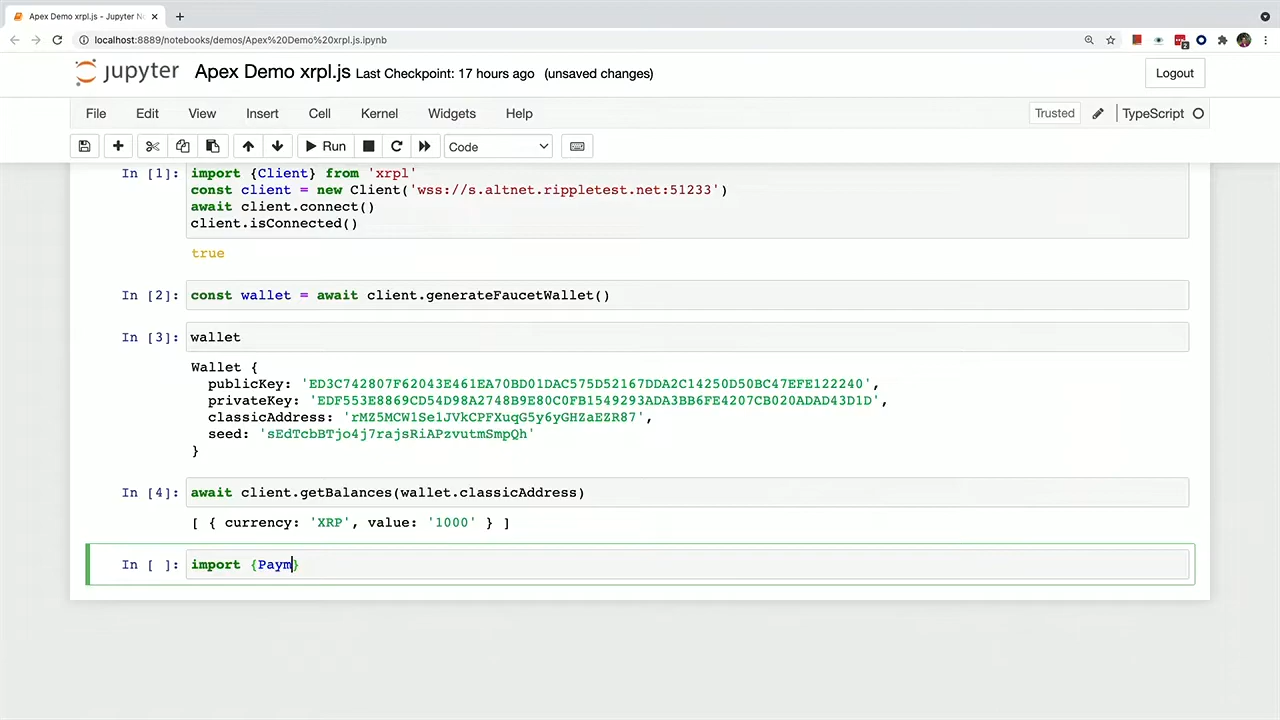 Apex Demo xrpl.js - Jupyter No
localhost:8889/notebooks/demos/Apex%20Demo%20xrpl.js.ipynb
2
jupyter Apex Demo xrpl.js Last Checkpoint: 17 hours ago (unsaved changes) Logout
File Edit View Insert Cell Kernel Widgets Help Trusted TypeScript
Run Code
In [1]: import {Client} from 'xrpl'
const client = new Client('wss://s.altnet.rippletest.net:51233')
await client.connect()
client.isConnected()
true
In [2]: const wallet = await client.generateFaucetWallet()
In [3]: wallet
Wallet {
publicKey: 'ED3C742807F62043E461EA70BD01DAC575D52167DDA2C14250D50BC47EFE122240',
privateKey: 'EDF553E8869CD54D98A2748B9E80C0FB1549293ADA3BB6FE4207CB020ADAD43D1D',
classicAddress: 'rMZ5MCW1Se1JVkCPFXuqG5y6yGHZaEZR87',
seed: 'sEdTcbBTjo4j7rajsRiAPzvutmSmpQh'
}
In [4]: await client.getBalances(wallet.classicAddress)
[ { currency: 'XRP', value: '1000' } ]
In [ ]: import {Paym}